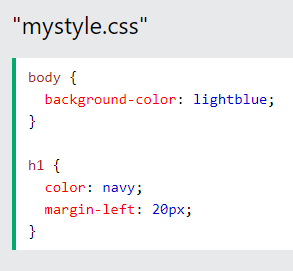 "mystyle.css"
body {
  background-color: lightblue;
}

h1 {
  color: navy;
  margin-left: 20px;
}